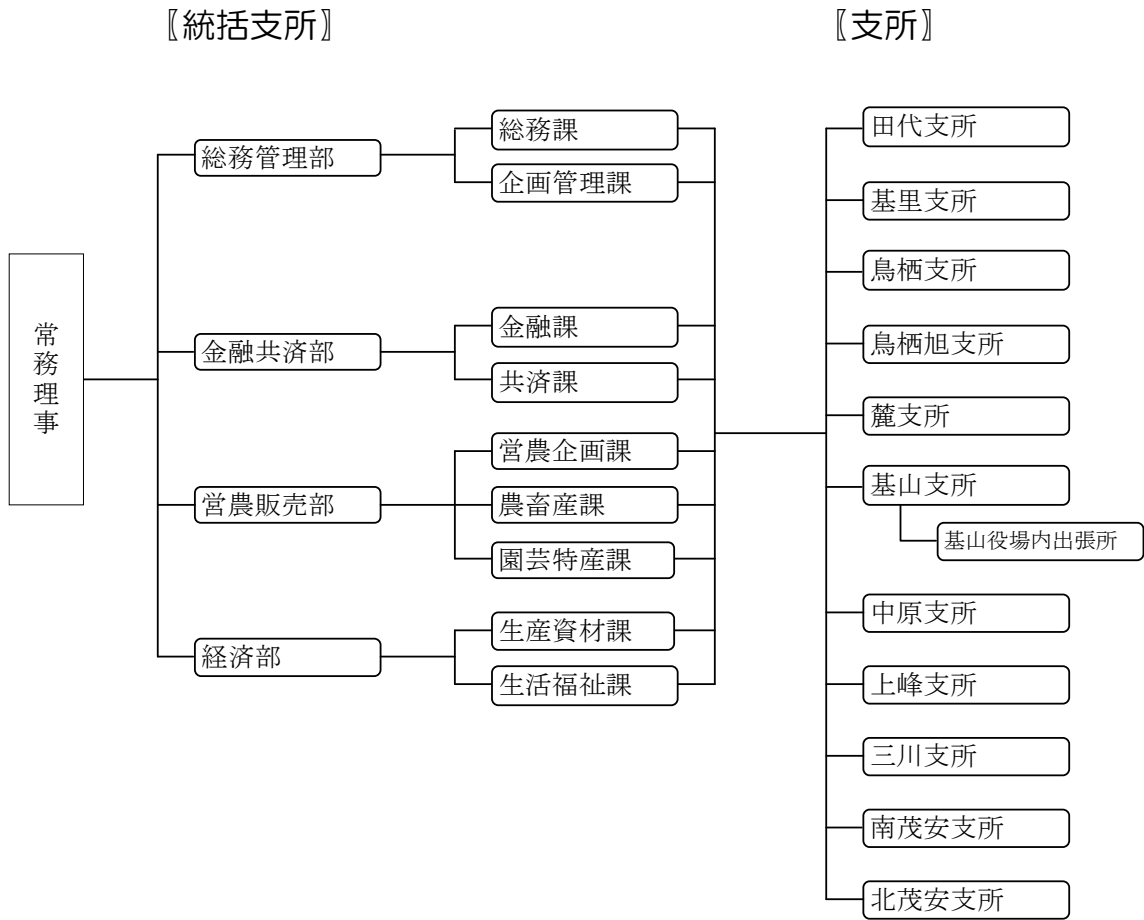 〖統括支所〗
〖支所〗
常務理事
総務管理部
総務課
企画管理課
金融共済部
金融課
共済課
営農販売部
営農企画課
農畜産課
園芸特産課
経済部
生産資材課
生活福祉課
田代支所
基里支所
鳥栖支所
鳥栖旭支所
麓支所
基山支所
基山役場内出張所
中原支所
上峰支所
三川支所
南茂安支所
北茂安支所